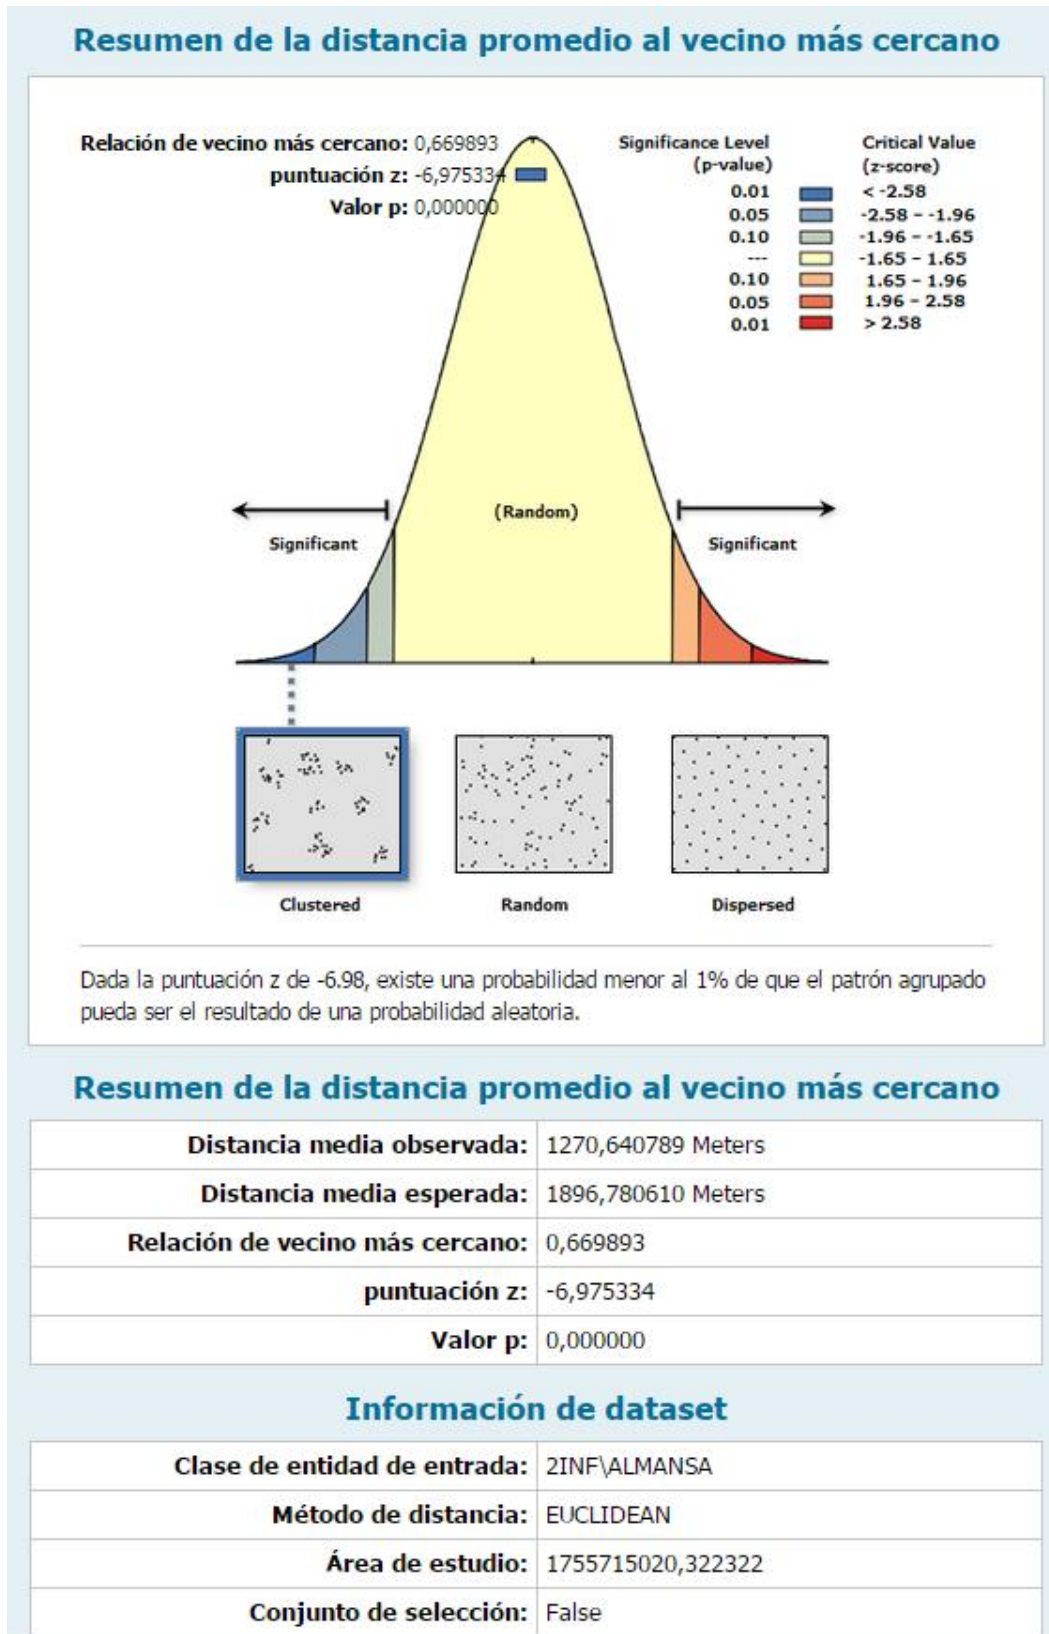 Resumen de la distancia promedio al vecino más cercano
Relación de vecino más cercano: 0,669893
puntuación z: -6,975334
Valor p: 0,000000
Significance Level (p-value) Critical Value (z-score)
0.01 < -2.58
0.05 -2.58 – -1.96
0.10 -1.96 – -1.65
--- -1.65 – 1.65
0.10 1.65 – 1.96
0.05 1.96 – 2.58
0.01 > 2.58
(Random)
Significant Significant
Clustered Random Dispersed
Dada la puntuación z de -6.98, existe una probabilidad menor al 1% de que el patrón agrupado
pueda ser el resultado de una probabilidad aleatoria.
Resumen de la distancia promedio al vecino más cercano
Distancia media observada: 1270,640789 Meters
Distancia media esperada: 1896,780610 Meters
Relación de vecino más cercano: 0,669893
puntuación z: -6,975334
Valor p: 0,000000
Información de dataset
Clase de entidad de entrada: 2INF\ALMANSA
Método de distancia: EUCLIDEAN
Área de estudio: 1755715020,322322
Conjunto de selección: False